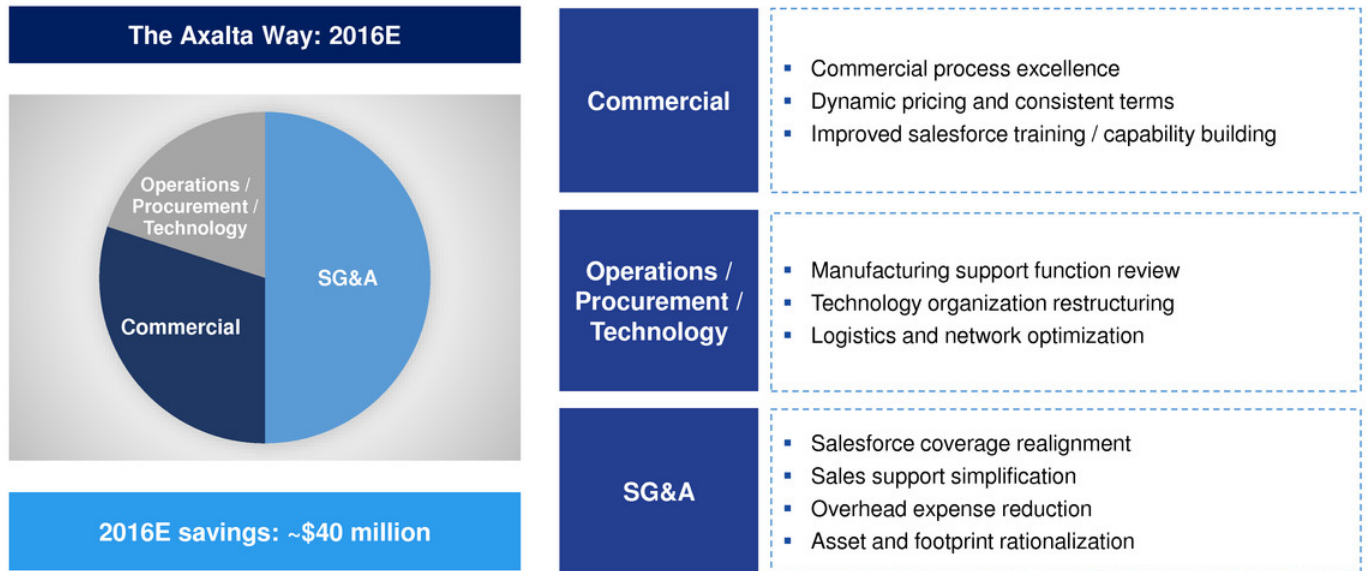 The Axalta Way: 2016E
Operations /
Procurement /
Technology
SG&A
Commercial
2016E savings: ~$40 million
Commercial
▪ Commercial process excellence
▪ Dynamic pricing and consistent terms
▪ Improved salesforce training / capability building
Operations /
Procurement /
Technology
▪ Manufacturing support function review
▪ Technology organization restructuring
▪ Logistics and network optimization
SG&A
▪ Salesforce coverage realignment
▪ Sales support simplification
▪ Overhead expense reduction
▪ Asset and footprint rationalization